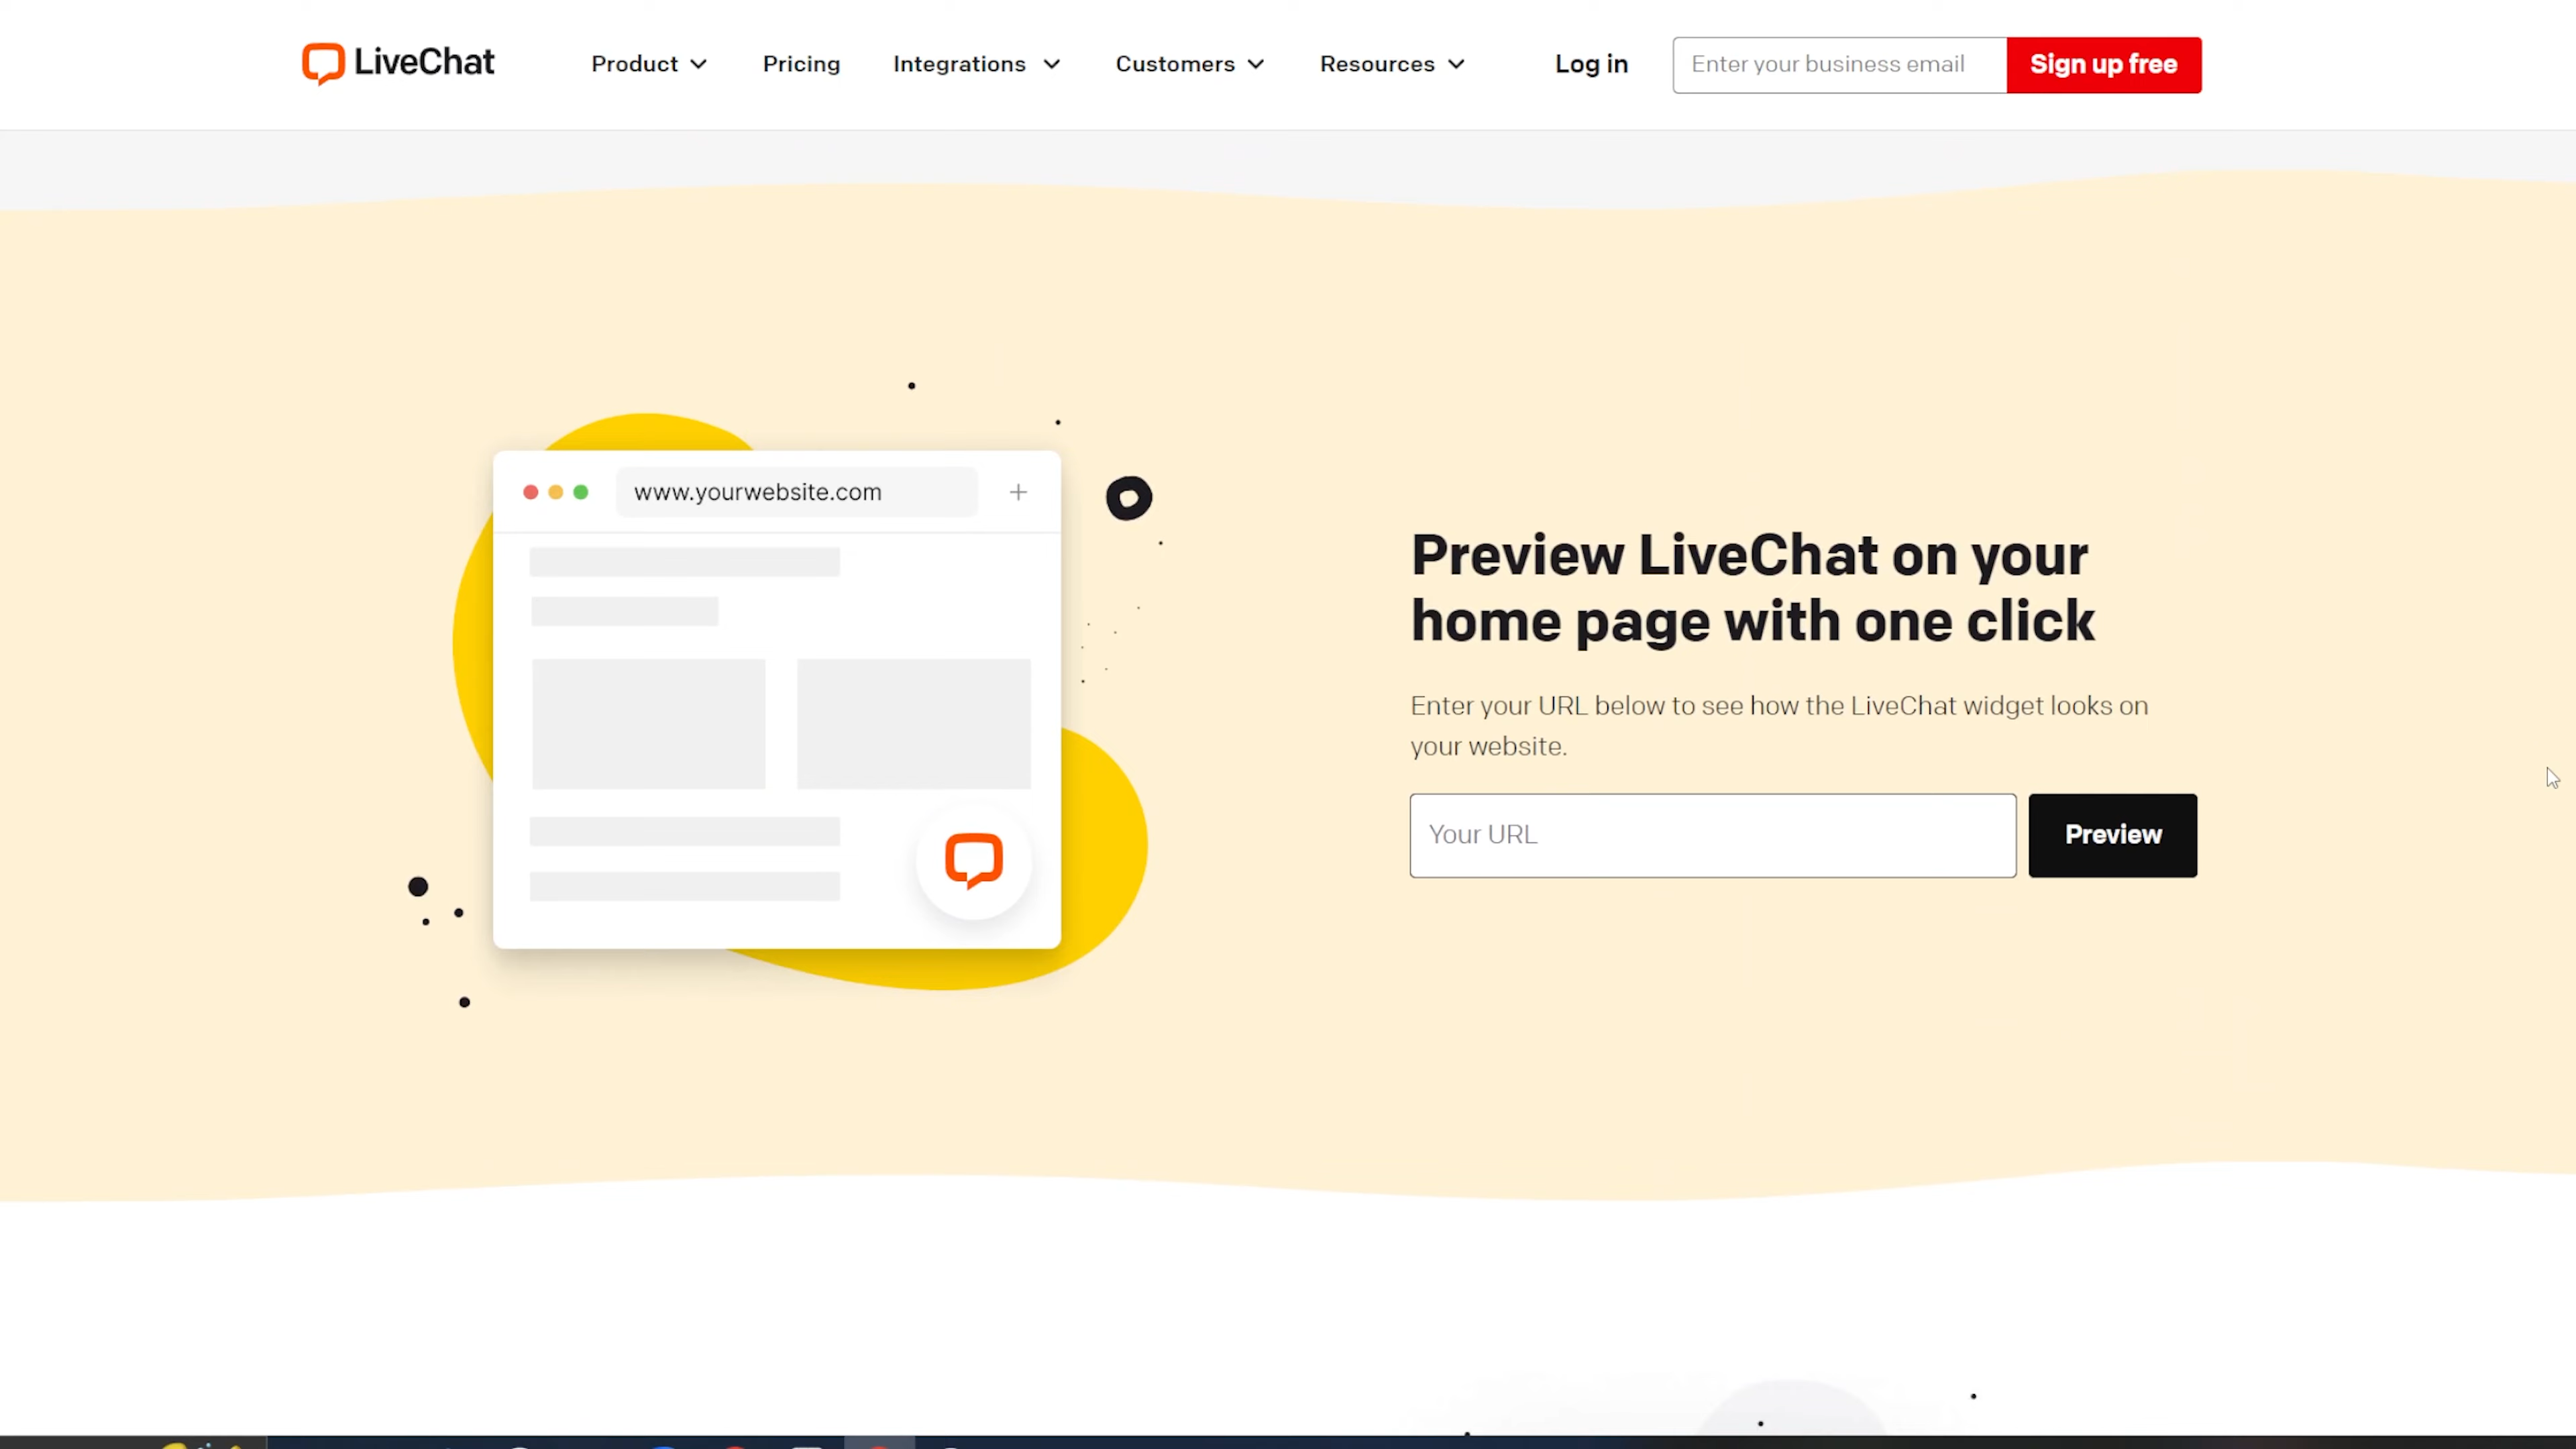 LiveChat
Product
Pricing
Integrations
Customers
Resources
Log in
Enter your business email
Sign up free
www.yourwebsite.com
Preview LiveChat on your
home page with one click
Enter your URL below to see how the LiveChat widget looks on
your website.
Your URL
Preview